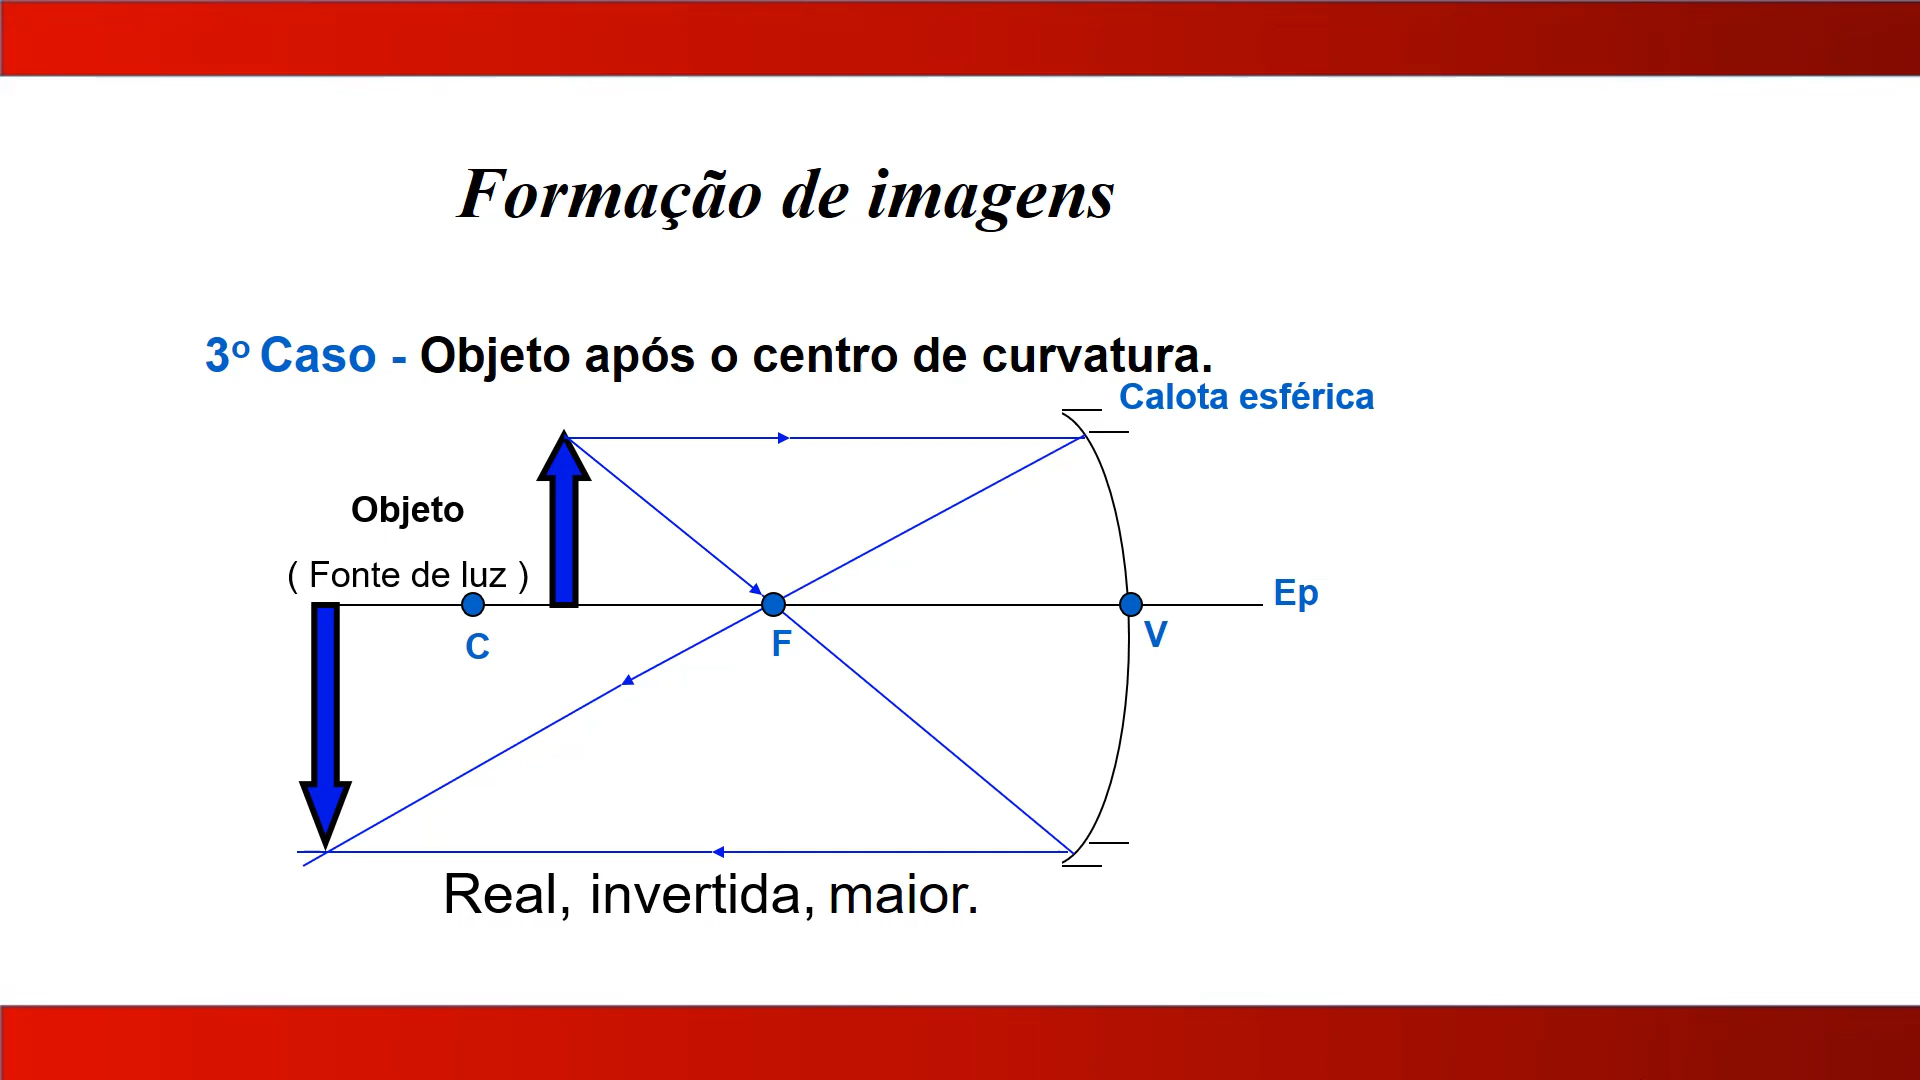 Formação de imagens
3º Caso - Objeto após o centro de curvatura.
Calota esférica
Objeto
( Fonte de luz )
Ep
C
F
V
Real, invertida, maior.